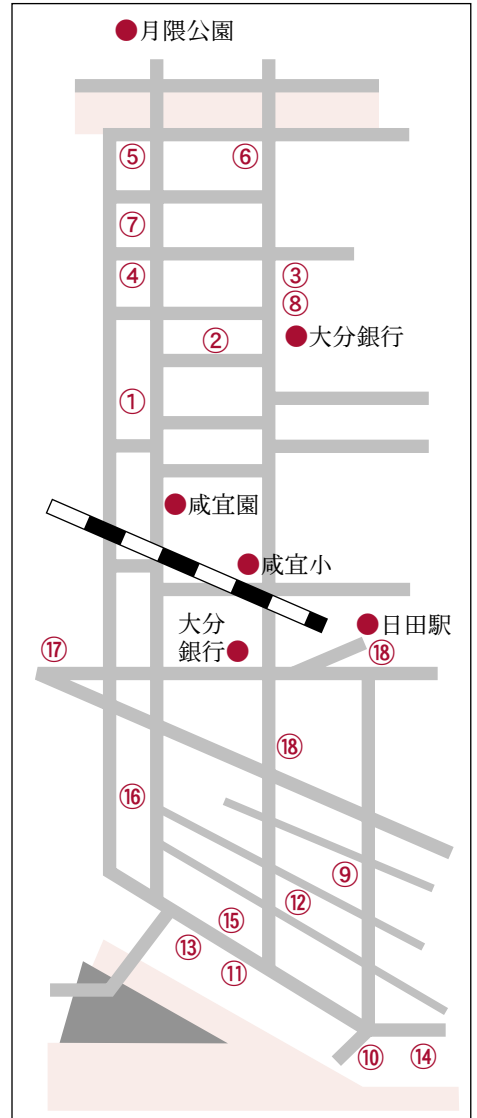 ●月隈公園
⑤
⑥
⑦
④
③
⑧
②
●大分銀行
①
●咸宜園
●咸宜小
大分
銀行●
●日田駅
⑰
⑱
⑱
⑯
⑨
⑫
⑮
⑬
⑪
⑩
⑭